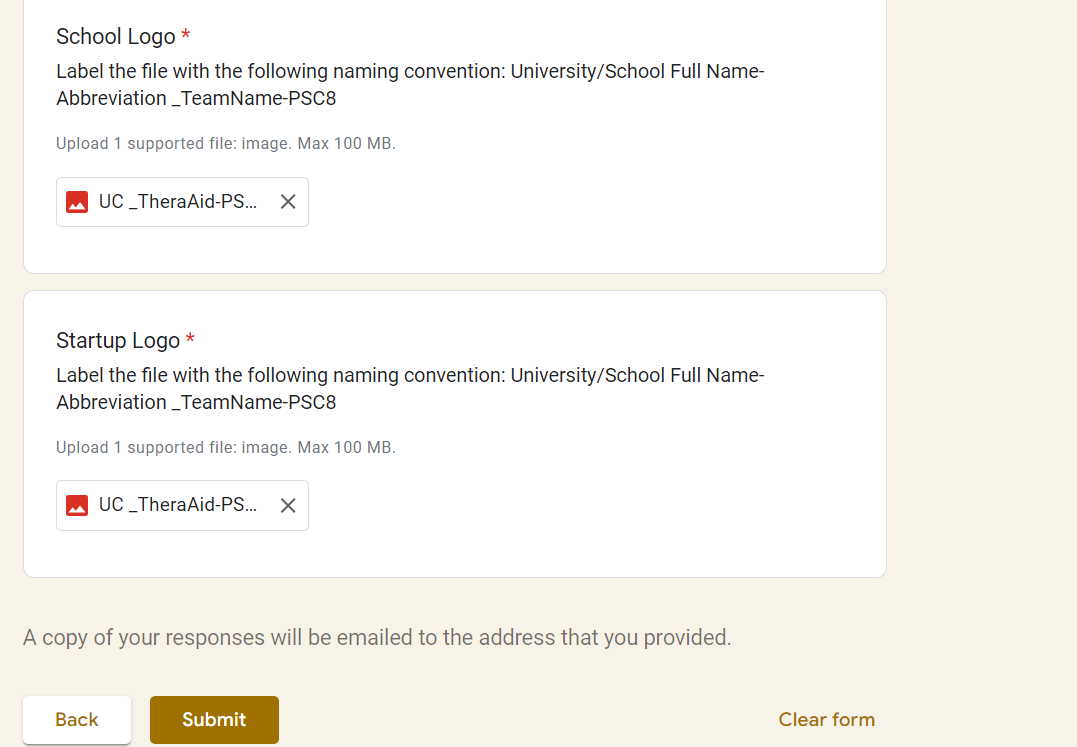 School Logo *
Label the file with the following naming convention: University/School Full Name-
Abbreviation _TeamName-PSC8
Upload 1 supported file: image. Max 100 MB.
UC _TheraAid-PS...
Startup Logo *
Label the file with the following naming convention: University/School Full Name-
Abbreviation _TeamName-PSC8
Upload 1 supported file: image. Max 100 MB.
UC _TheraAid-PS...
A copy of your responses will be emailed to the address that you provided.
Back Submit Clear form